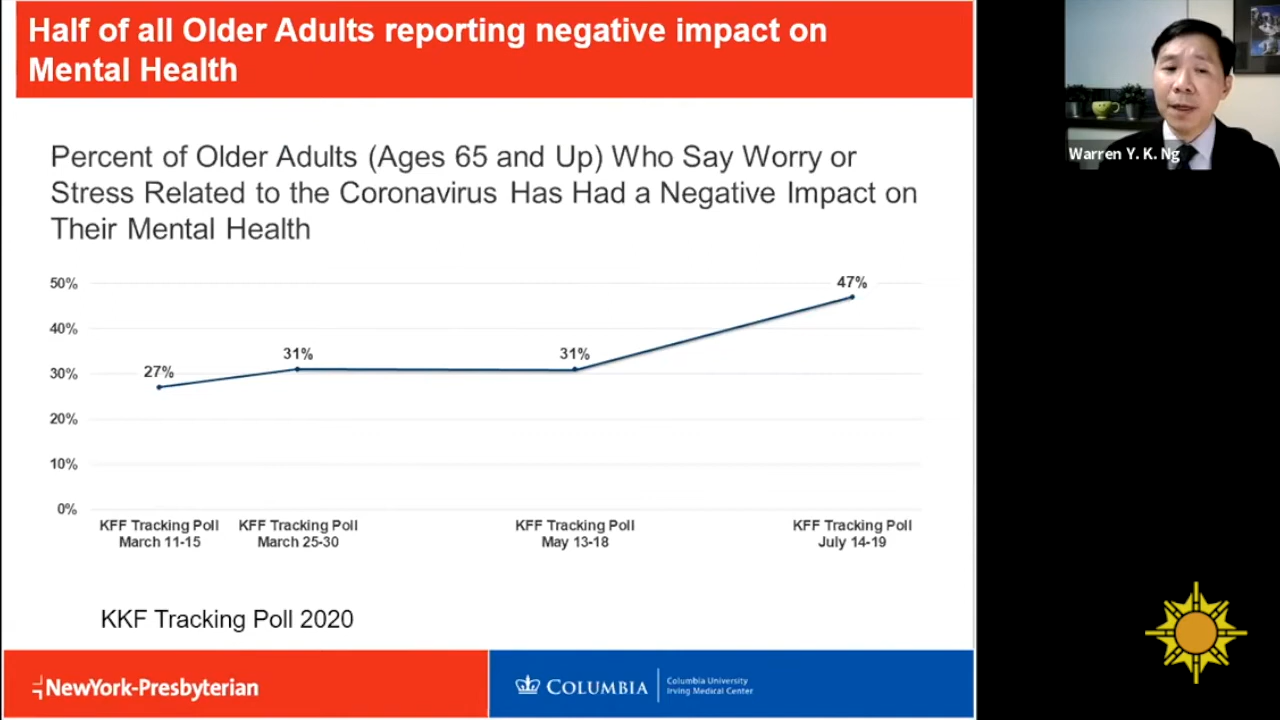 Half of all Older Adults reporting negative impact on
Mental Health
Percent of Older Adults (Ages 65 and Up) Who Say Worry or
Stress Related to the Coronavirus Has Had a Negative Impact on
Their Mental Health
50%
40%
30%
20%
10%
0%
27%
31%
31%
47%
KFF Tracking Poll
March 11-15
KFF Tracking Poll
March 25-30
KFF Tracking Poll
May 13-18
KFF Tracking Poll
July 14-19
KKF Tracking Poll 2020
NewYork-Presbyterian
COLUMBIA
Columbia University
Irving Medical Center
Warren Y. K. Ng